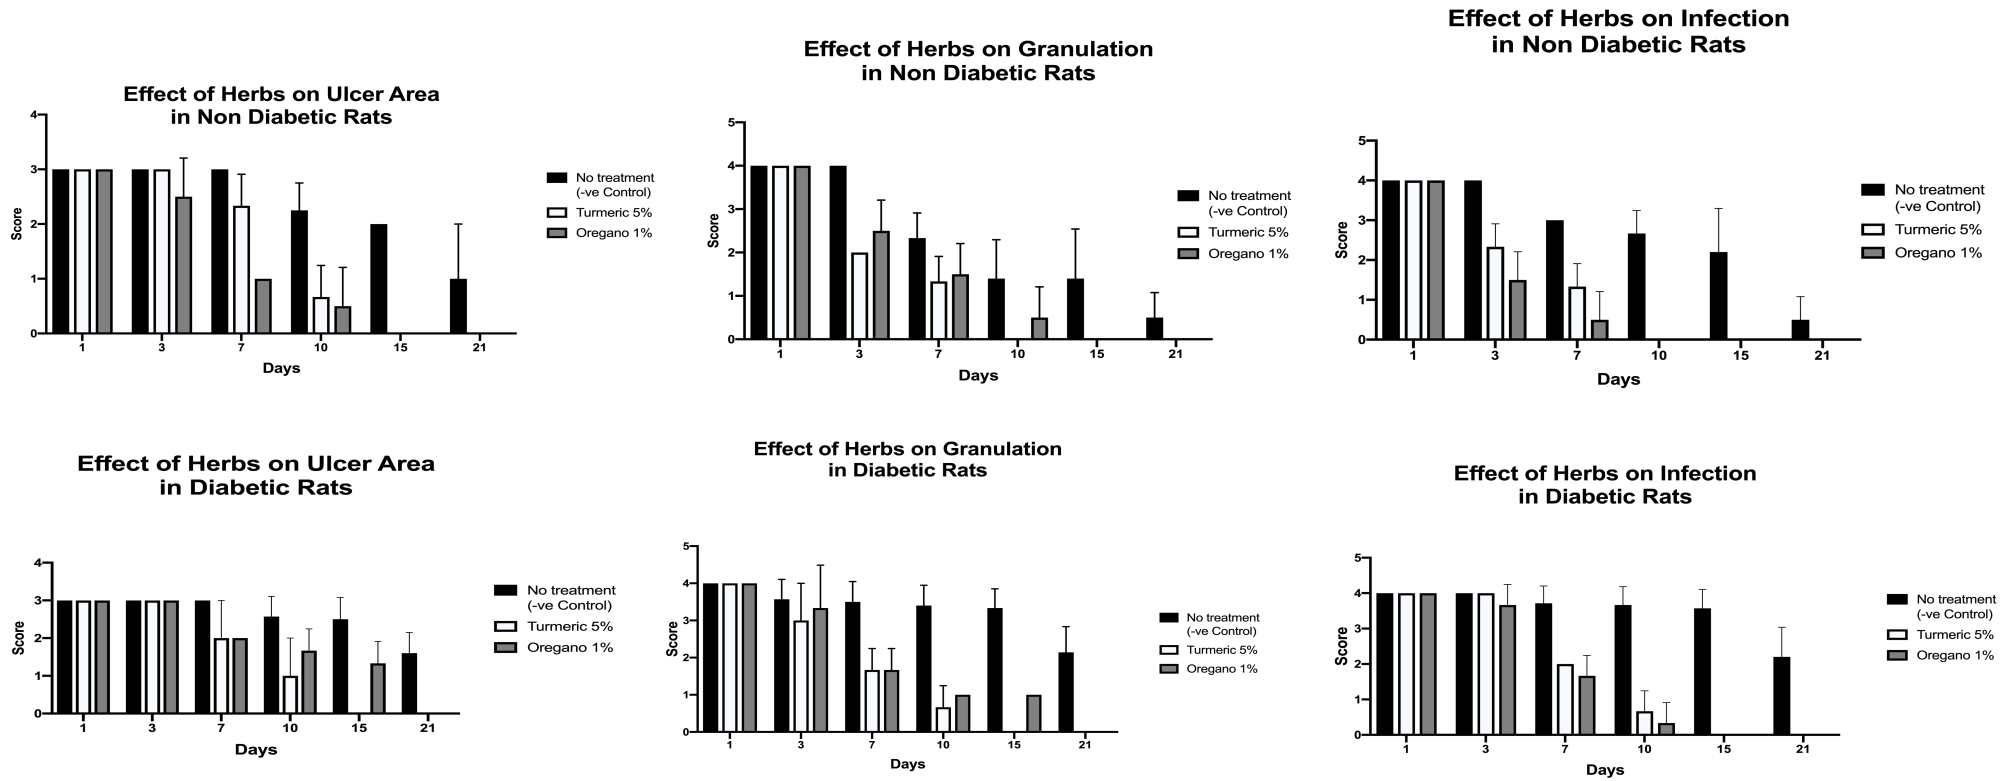 Effect of Herbs on Ulcer Area
in Non Diabetic Rats
4
3
2
1
0
Score
1 3 7 10 15 21
Days
No treatment
(-ve Control)
Turmeric 5%
Oregano 1%
Effect of Herbs on Granulation
in Non Diabetic Rats
5
4
3
2
1
0
Score
1 3 7 10 15 21
Days
No treatment
(-ve Control)
Turmeric 5%
Oregano 1%
Effect of Herbs on Infection
in Non Diabetic Rats
5
4
3
2
1
0
Score
1 3 7 10 15 21
Days
No treatment
(-ve Control)
Turmeric 5%
Oregano 1%
Effect of Herbs on Ulcer Area
in Diabetic Rats
4
3
2
1
0
Score
1 3 7 10 15 21
Days
No treatment
(-ve Control)
Turmeric 5%
Oregano 1%
Effect of Herbs on Granulation
in Diabetic Rats
5
4
3
2
1
0
Score
1 3 7 10 15 21
Days
No treatment
(-ve Control)
Turmeric 5%
Oregano 1%
Effect of Herbs on Infection
in Diabetic Rats
5
4
3
2
1
0
Score
1 3 7 10 15 21
Days
No treatment
(-ve Control)
Turmeric 5%
Oregano 1%